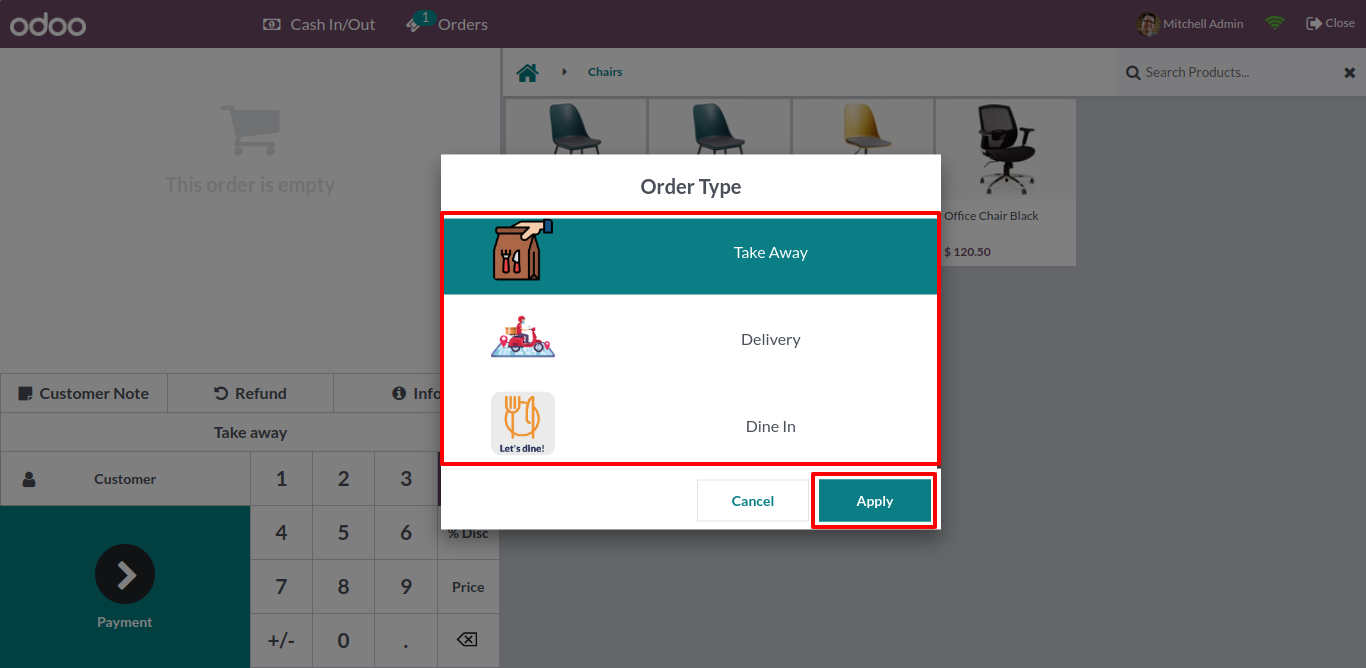 odoo
Cash In/Out
1
Orders
Mitchell Admin
Close
Chairs
Search Products...
This order is empty
Office Chair Black
$ 120.50
Order Type
Take Away
Delivery
Dine In
Let's dine!
Cancel
Apply
Customer Note
Refund
Info
Take away
Customer
1
2
3
4
5
6
% Disc
7
8
9
Price
+/-
0
.
Payment